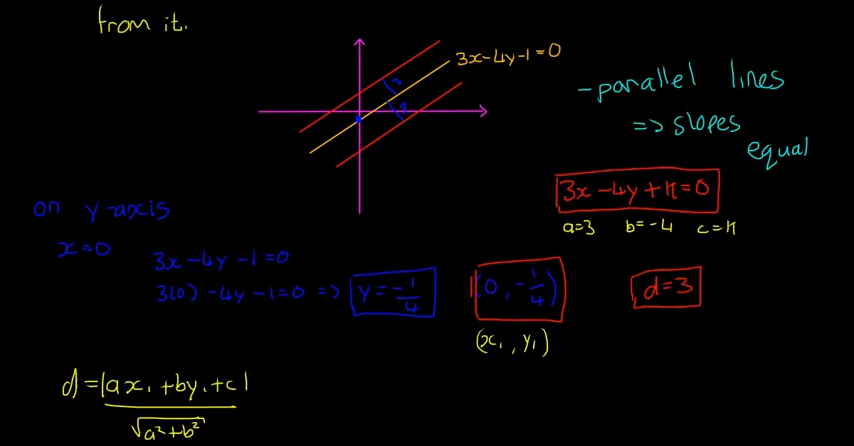 from it.
3x-4y-1=0
3
3
-parallel lines
=> slopes
equal
3x-4y+k=0
a=3 b=-4 c=k
on y-axis
x=0
3x-4y-1=0
3(0)-4y-1=0 => y=-1/4
(0,-1/4)
d=3
(x₁,y₁)
d=|ax₁+by₁+c|
√a²+b²